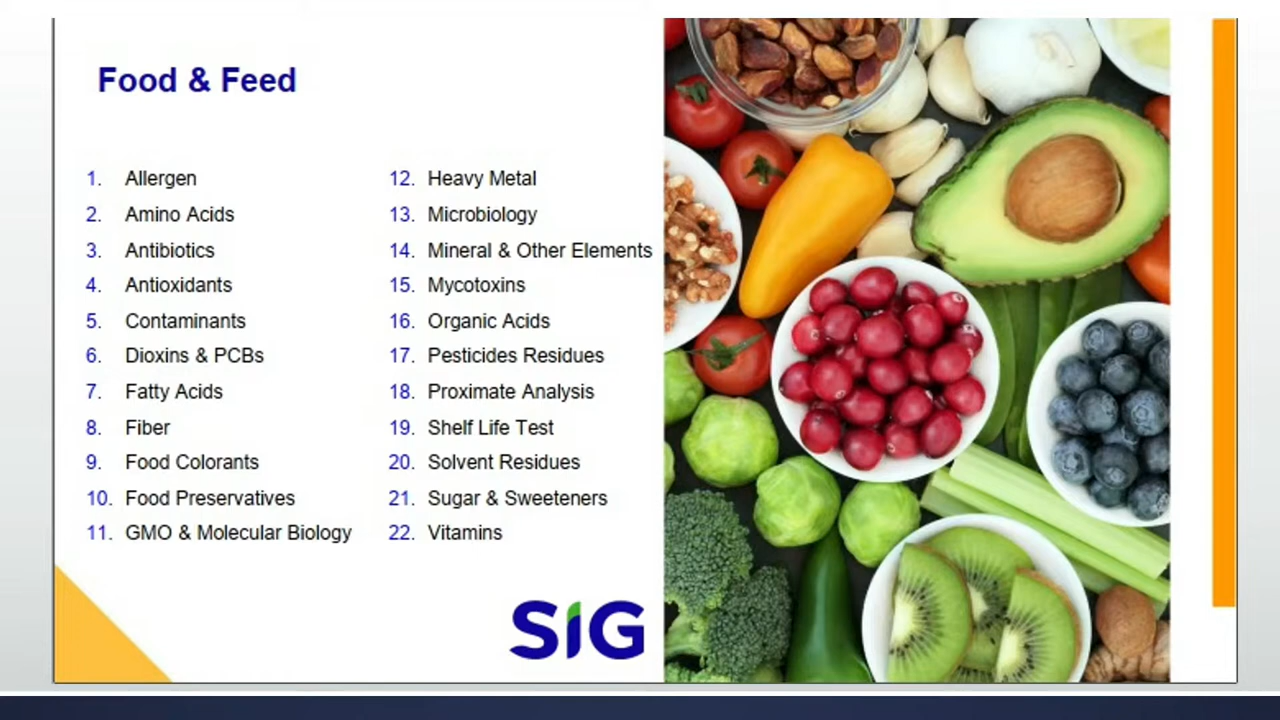 Food & Feed
1. Allergen
2. Amino Acids
3. Antibiotics
4. Antioxidants
5. Contaminants
6. Dioxins & PCBs
7. Fatty Acids
8. Fiber
9. Food Colorants
10. Food Preservatives
11. GMO & Molecular Biology
12. Heavy Metal
13. Microbiology
14. Mineral & Other Elements
15. Mycotoxins
16. Organic Acids
17. Pesticides Residues
18. Proximate Analysis
19. Shelf Life Test
20. Solvent Residues
21. Sugar & Sweeteners
22. Vitamins
SIG